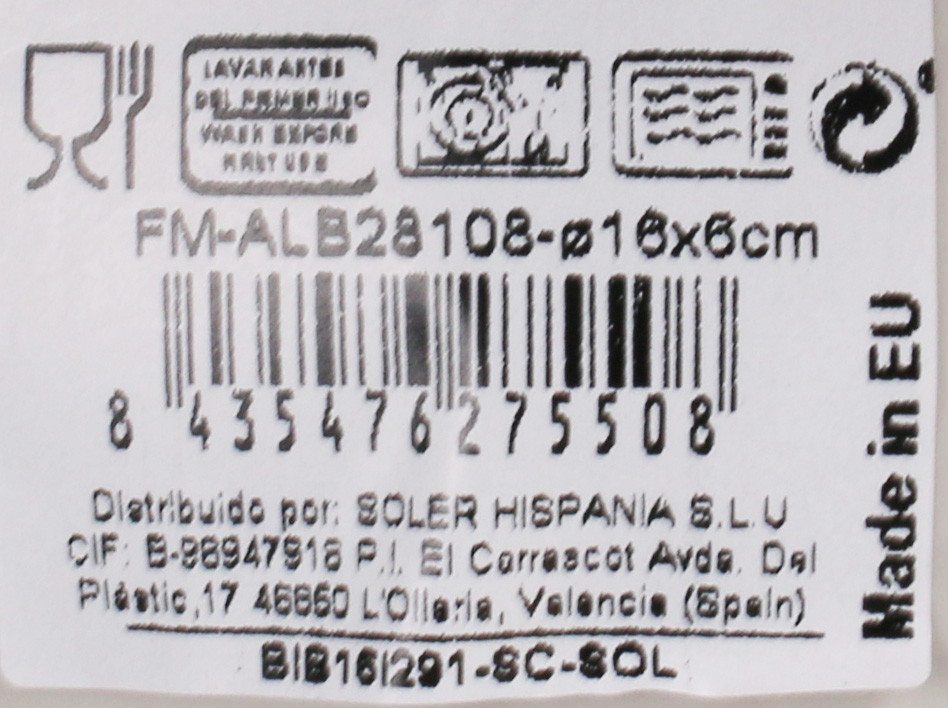 LAVAR ANTES
DEL PRIMER USO
WASH BEFORE
FIRST USE
FM-ALB28108-ø16x6cm
8 435476 275508
Made in EU
Distribuido por: SOLER HISPANIA S.L.U
CIF: B-98947918 P.I. El Carrascot Avda. Del
Plástic,17 46850 L'Olleria, Valencia (Spain)
BIB16I291-SC-SOL